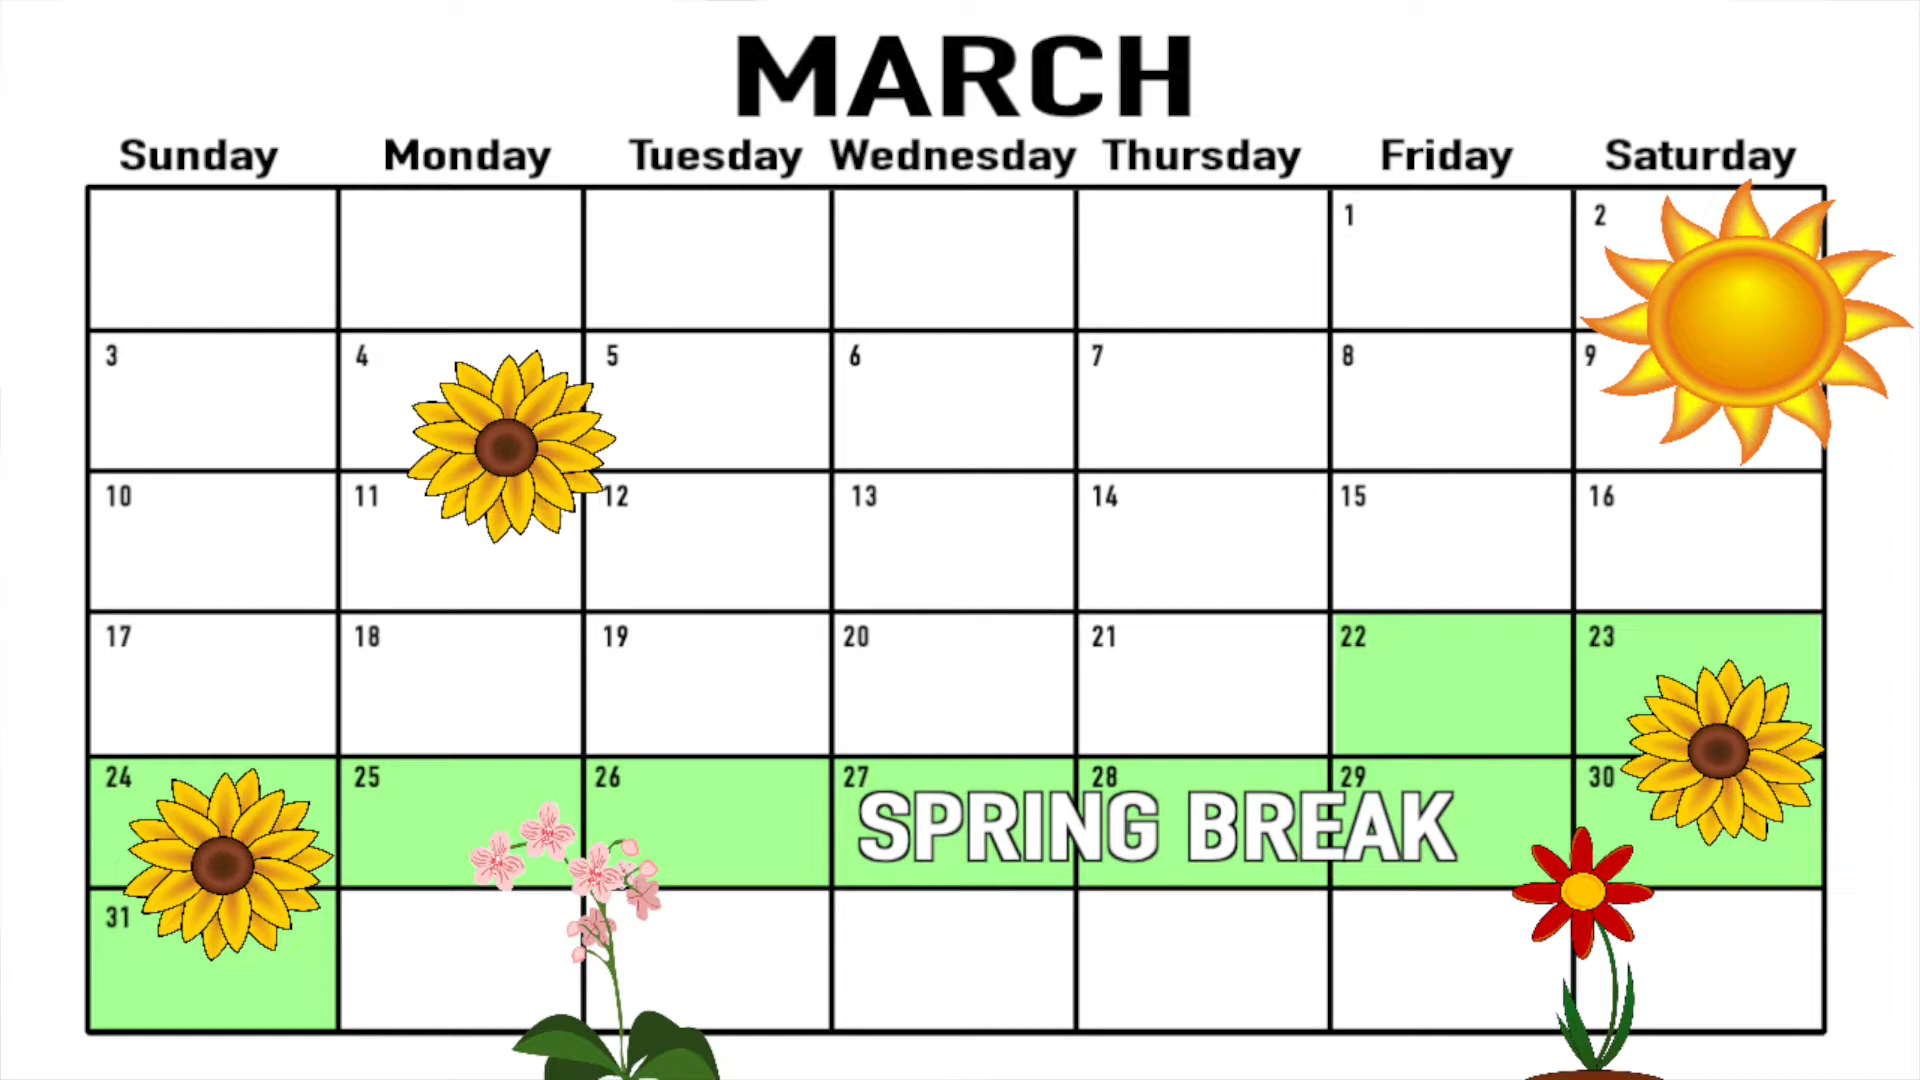 MARCH
Sunday Monday Tuesday Wednesday Thursday Friday Saturday
1 2
3 4 5 6 7 8 9
10 11 12 13 14 15 16
17 18 19 20 21 22 23
24 25 26 27 28 29 30
SPRING BREAK
31